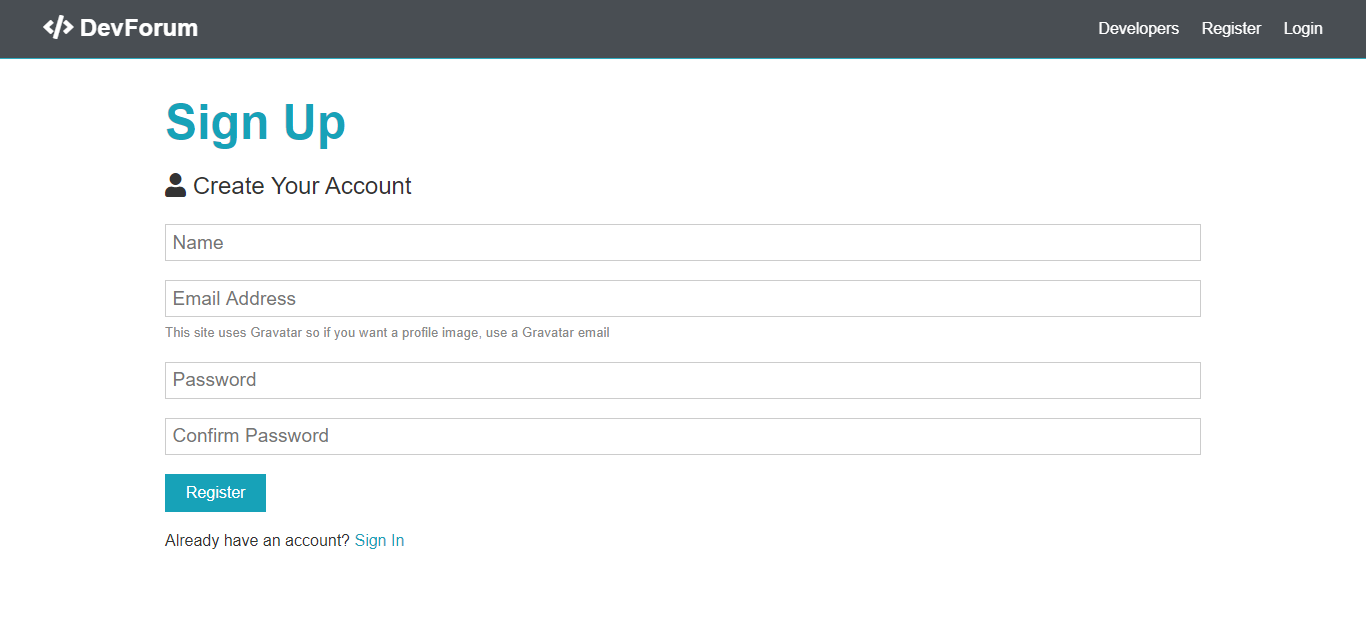 DevForum
Developers Register Login
Sign Up
Create Your Account
Name
Email Address
This site uses Gravatar so if you want a profile image, use a Gravatar email
Password
Confirm Password
Register
Already have an account? Sign In